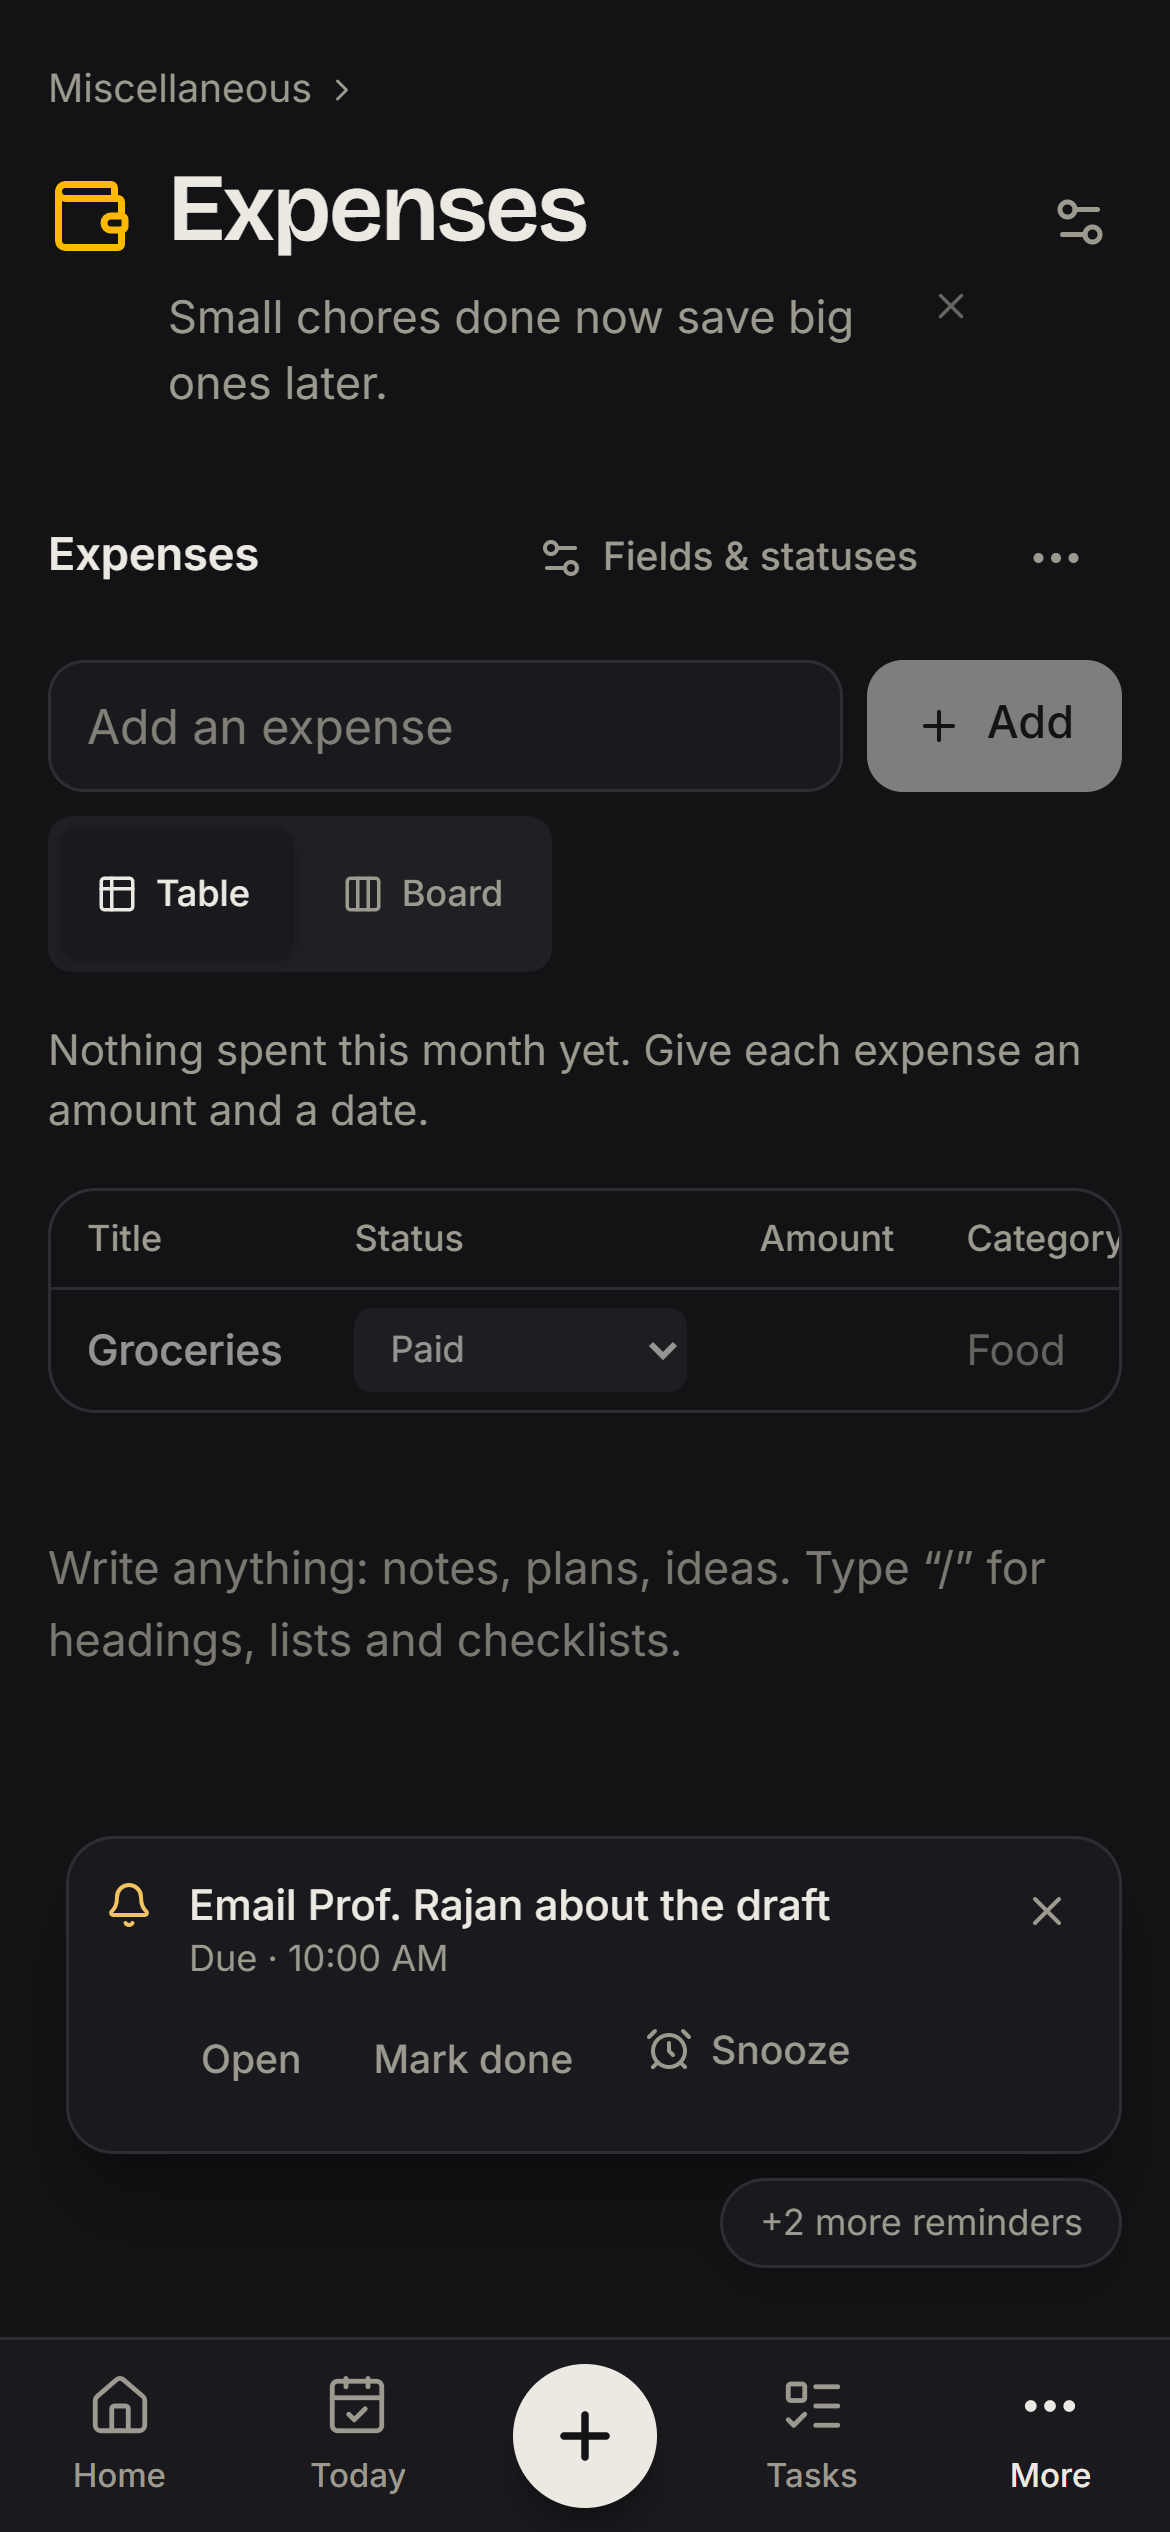 Miscellaneous
Expenses
Small chores done now save big
ones later.
Expenses
Fields & statuses
Add an expense
Add
Table
Board
Nothing spent this month yet. Give each expense an
amount and a date.
Title Status Amount Category
Groceries Paid Food
Write anything: notes, plans, ideas. Type “/” for
headings, lists and checklists.
Email Prof. Rajan about the draft
Due · 10:00 AM
Open Mark done Snooze
+2 more reminders
Home Today Tasks More